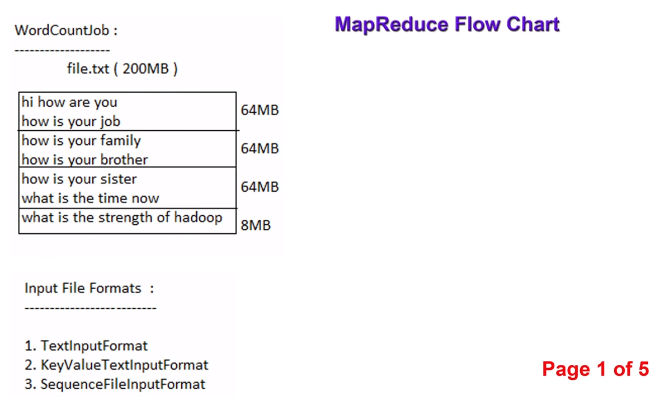 MapReduce Flow Chart
WordCountJob :
-------------------
file.txt ( 200MB )
hi how are you
how is your job
64MB
how is your family
how is your brother
64MB
how is your sister
what is the time now
64MB
what is the strength of hadoop
8MB
Input File Formats :
--------------------------
1. TextInputFormat
2. KeyValueTextInputFormat
3. SequenceFileInputFormat
Page 1 of 5